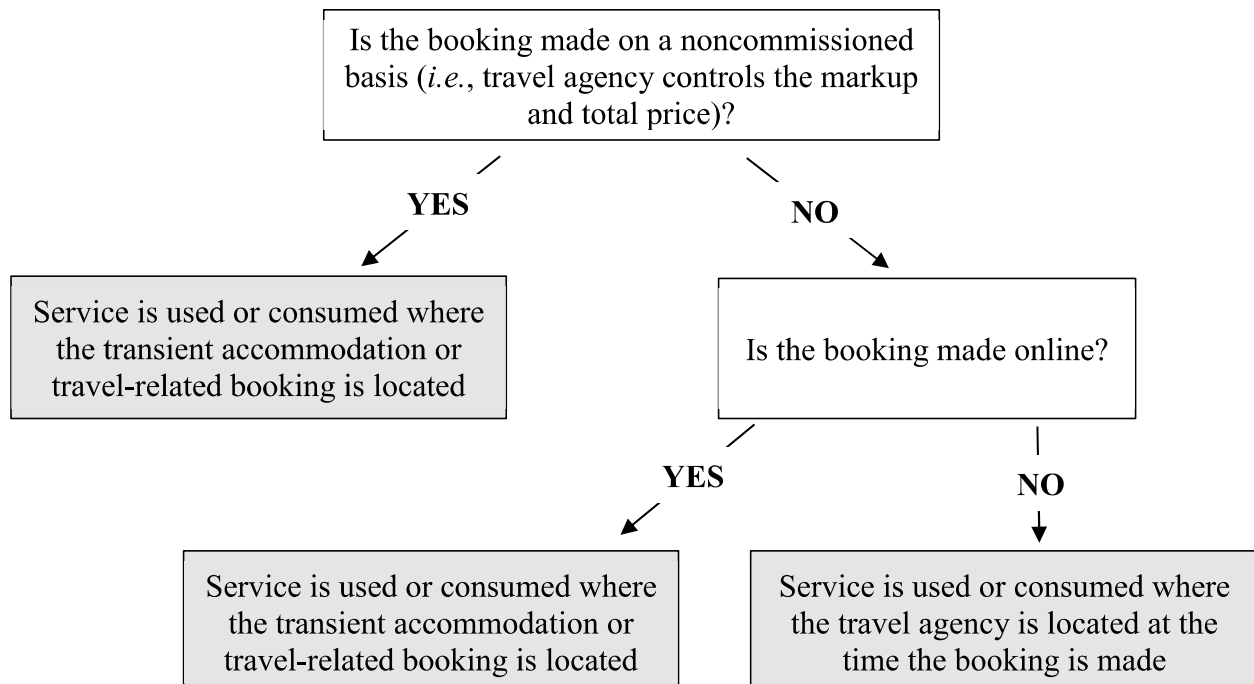 Is the booking made on a noncommissioned
basis (i.e., travel agency controls the markup
and total price)?
YES
NO
Service is used or consumed where
the transient accommodation or
travel-related booking is located
Is the booking made online?
YES
NO
Service is used or consumed where
the transient accommodation or
travel-related booking is located
Service is used or consumed where
the travel agency is located at the
time the booking is made